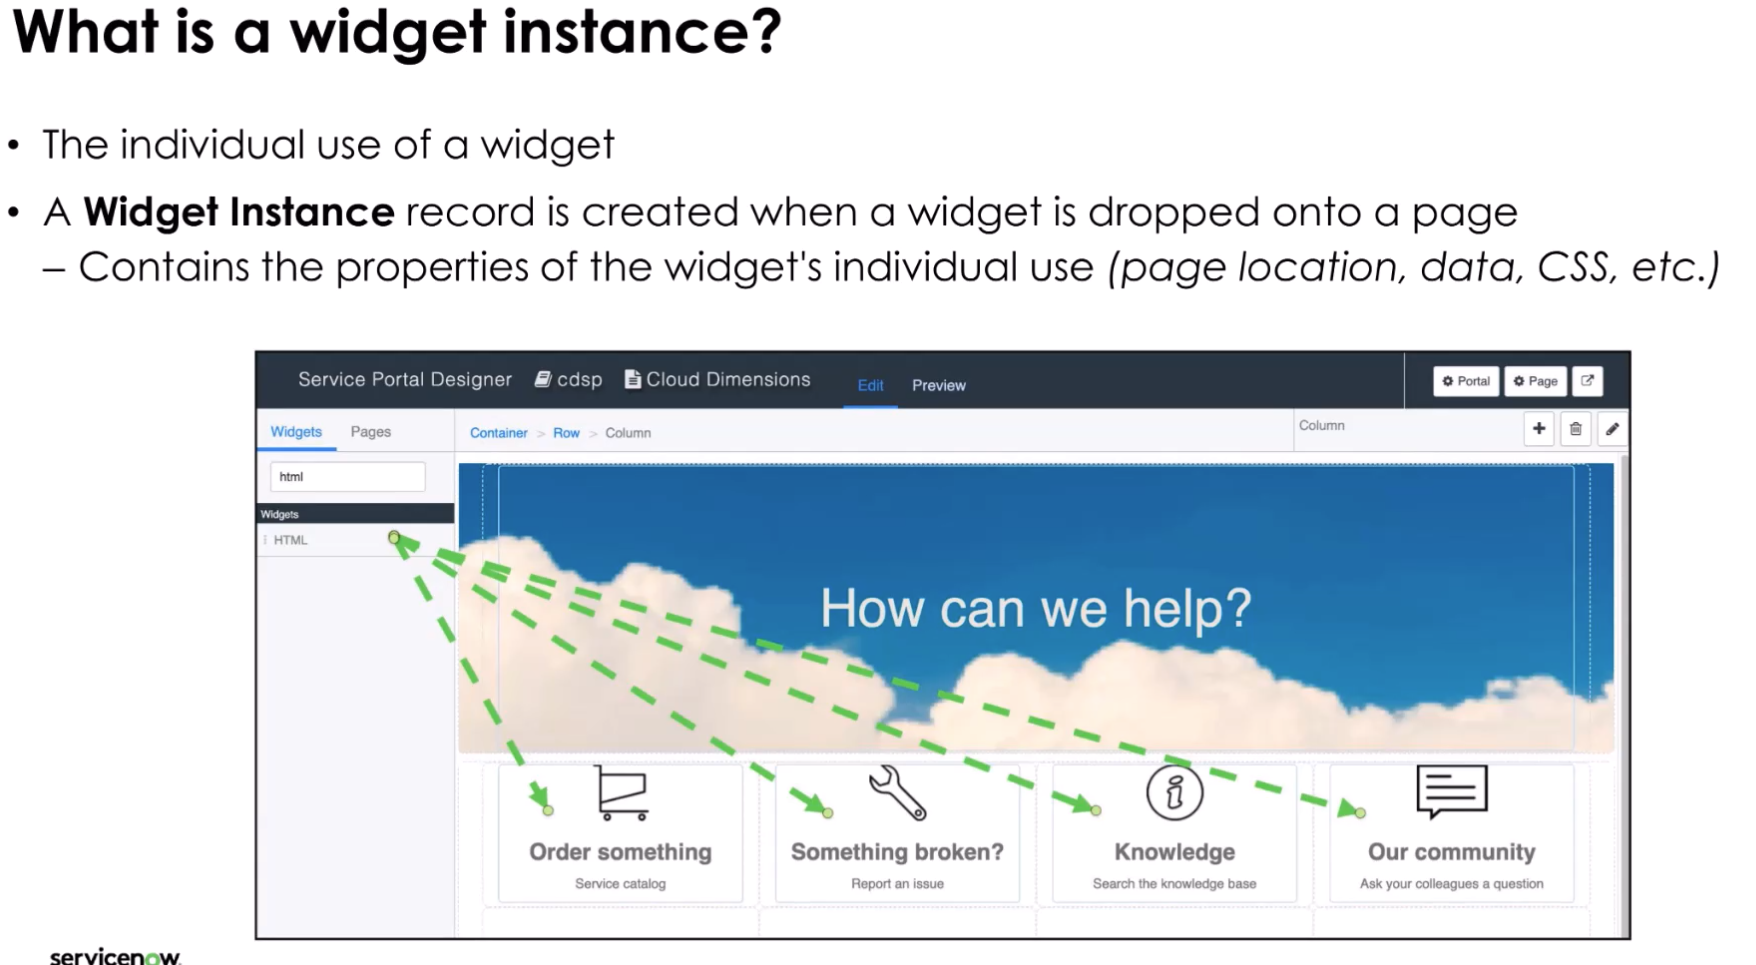 What is a widget instance?
• The individual use of a widget
• A Widget Instance record is created when a widget is dropped onto a page
– Contains the properties of the widget's individual use (page location, data, CSS, etc.)
Service Portal Designer cdsp Cloud Dimensions Edit Preview Portal Page
Widgets Pages Container > Row > Column Column
html
Widgets
HTML
How can we help?
Order something Something broken? Knowledge Our community
Service catalog Report an issue Search the knowledge base Ask your colleagues a question
servicenow.